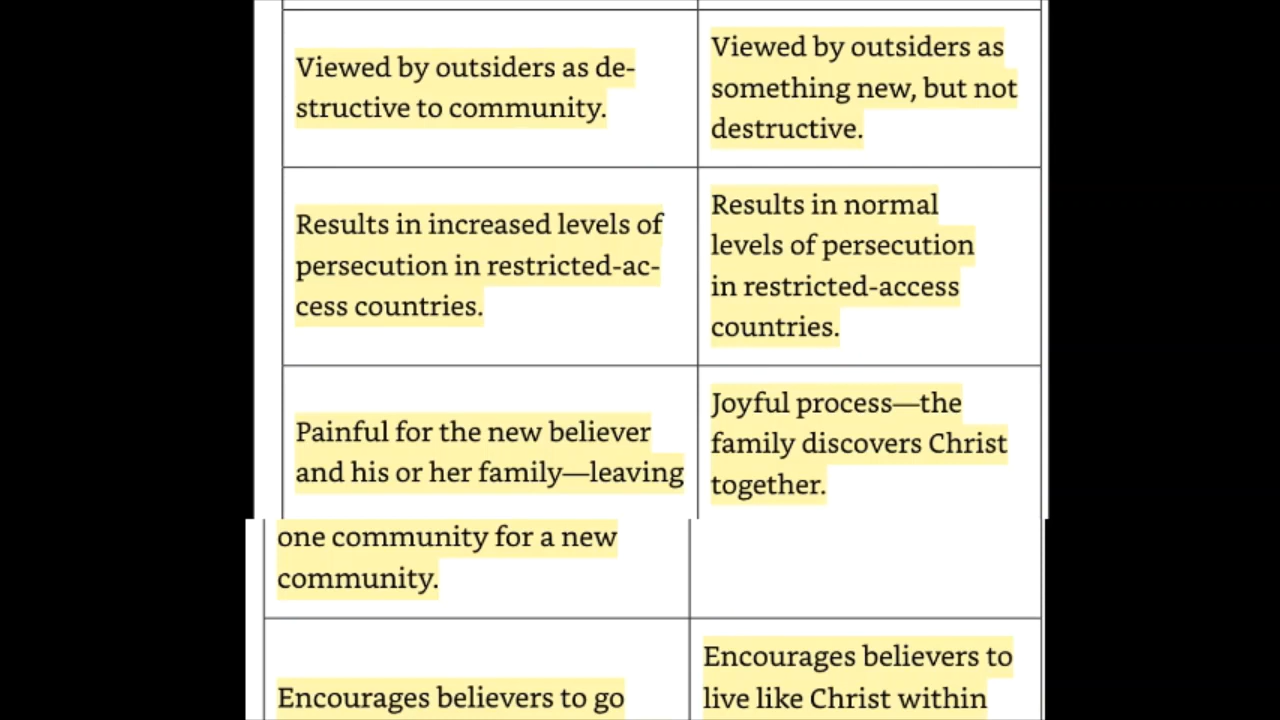 Viewed by outsiders as de-
structive to community.
Viewed by outsiders as
something new, but not
destructive.
Results in increased levels of
persecution in restricted-ac-
cess countries.
Results in normal
levels of persecution
in restricted-access
countries.
Painful for the new believer
and his or her family—leaving
one community for a new
community.
Joyful process—the
family discovers Christ
together.
Encourages believers to go
Encourages believers to
live like Christ within